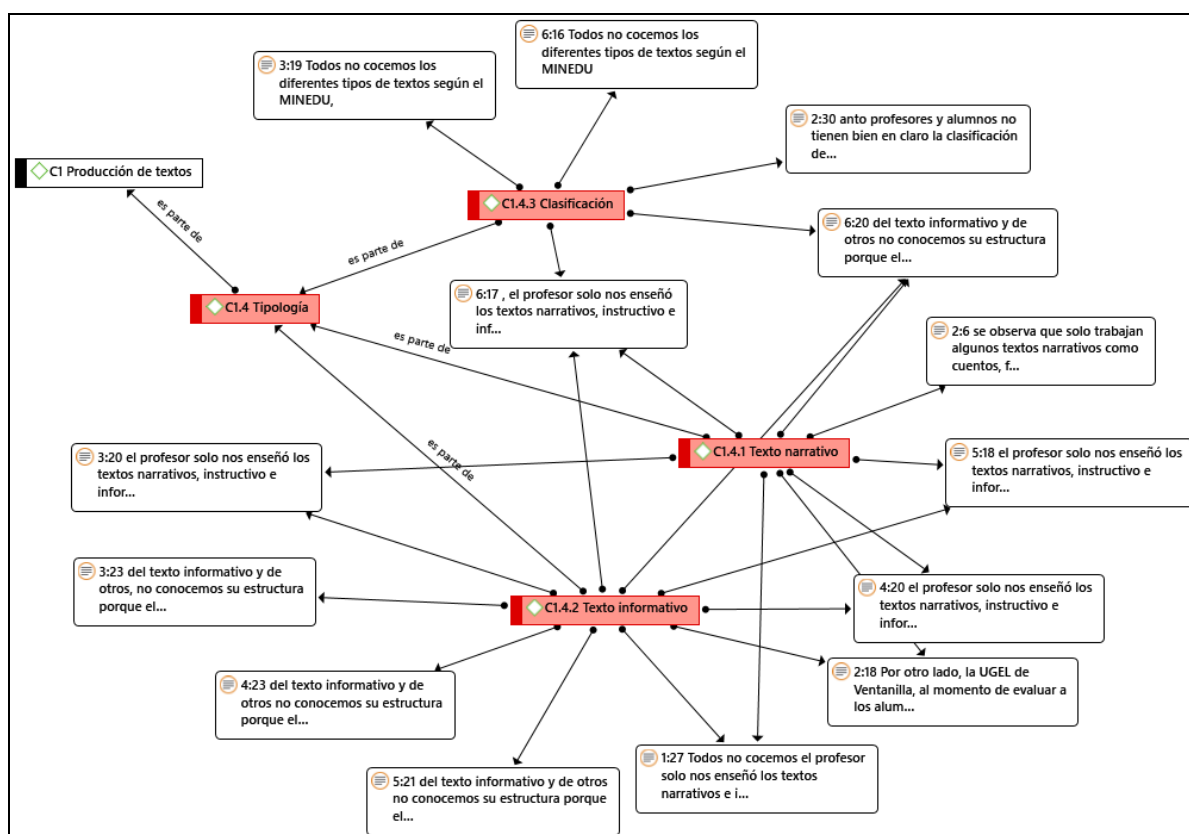 6:16 Todos no cocemos los
diferentes tipos de textos según el
MINEDU
3:19 Todos no cocemos los
diferentes tipos de textos según el
MINEDU,
2:30 anto profesores y alumnos no
tienen bien en claro la clasificación
de...
C1 Producción de textos
C1.4.3 Clasificación
6:20 del texto informativo y de
otros no conocemos su estructura
porque el...
es parte de
es parte de
C1.4 Tipología
6:17 , el profesor solo nos enseñó
los textos narrativos, instructivo e
inf...
es parte de
2:6 se observa que solo trabajan
algunos textos narrativos como
cuentos, f...
es parte de
C1.4.1 Texto narrativo
3:20 el profesor solo nos enseñó los
textos narrativos, instructivo e
infor...
5:18 el profesor solo nos enseñó los
textos narrativos, instructivo e
infor...
3:23 del texto informativo y de
otros, no conocemos su estructura
porque el...
C1.4.2 Texto informativo
4:20 el profesor solo nos enseñó los
textos narrativos, instructivo e
infor...
4:23 del texto informativo y de
otros no conocemos su estructura
porque el...
2:18 Por otro lado, la UGEL de
Ventanilla, al momento de evaluar a
los alum...
1:27 Todos no cocemos el profesor
solo nos enseñó los textos
narrativos e i...
5:21 del texto informativo y de otros
no conocemos su estructura porque
el...